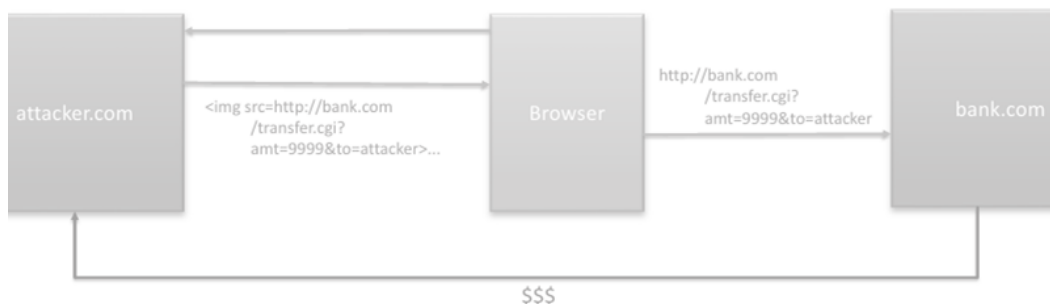 attacker.com
<img src=http://bank.com
/transfer.cgi?
amt=9999&to=attacker>...
Browser
http://bank.com
/transfer.cgi?
amt=9999&to=attacker
bank.com
$$$